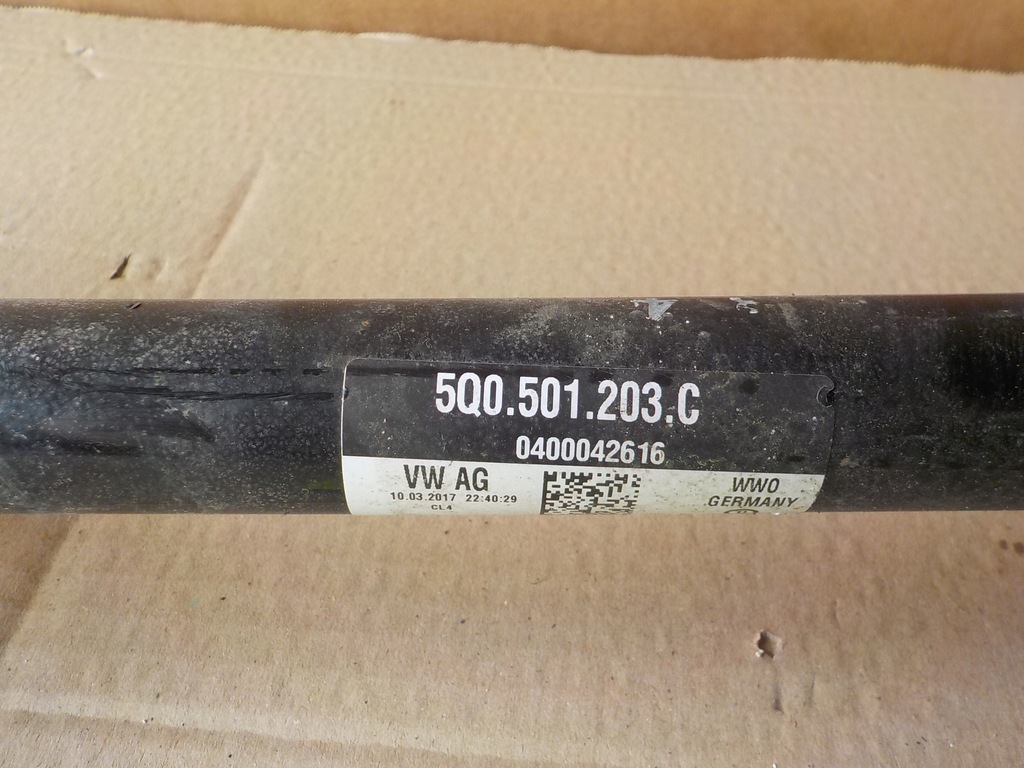 5Q0.501.203.C
0400042616
VW AG
10.03.2017 22:40:29
CL4
WWO
GERMANY